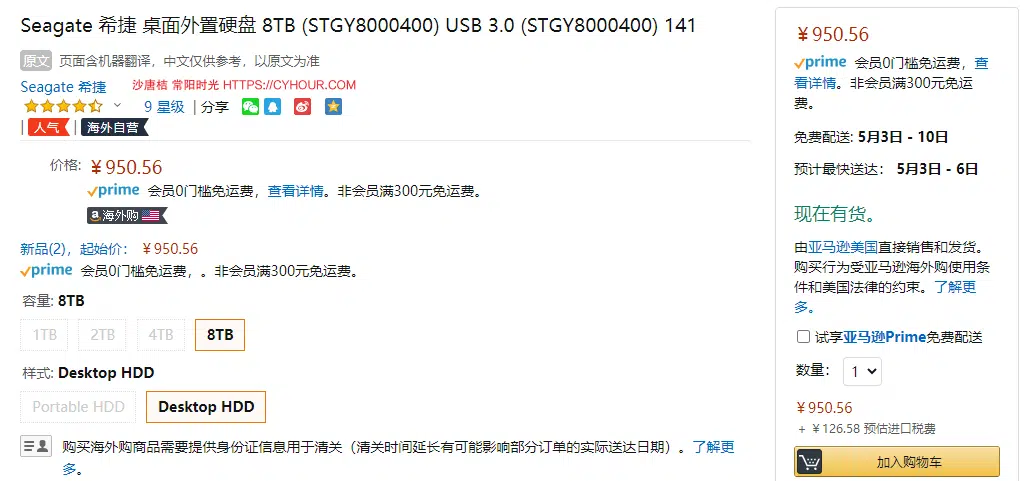 Seagate 希捷 桌面外置硬盘 8TB (STGY8000400) USB 3.0 (STGY8000400) 141
原文 页面含机器翻译，中文仅供参考，以原文为准
Seagate 希捷 沙唐桔 常阳时光 HTTPS://CYHOUR.COM
9 星级 | 分享
| 人气 | 海外自营
价格: ¥950.56
prime 会员0门槛免运费，查看详情。非会员满300元免运费。
a 海外购
新品(2)，起始价： ¥950.56
prime 会员0门槛免运费，。非会员满300元免运费。
容量: 8TB
1TB 2TB 4TB 8TB
样式: Desktop HDD
Portable HDD Desktop HDD
购买海外购商品需要提供身份证信息用于清关（清关时间延长有可能影响部分订单的实际送达日期）。了解更
多。
¥950.56
prime 会员0门槛免运费，查
看详情。非会员满300元免运
费。
免费配送: 5月3日 - 10日
预计最快送达： 5月3日 - 6日
现在有货。
由亚马逊美国直接销售和发货。
购买行为受亚马逊海外购使用条
件和美国法律的约束。了解更
多。
试享亚马逊Prime免费配送
数量： 1
¥950.56
+ ¥126.58 预估进口税费
加入购物车